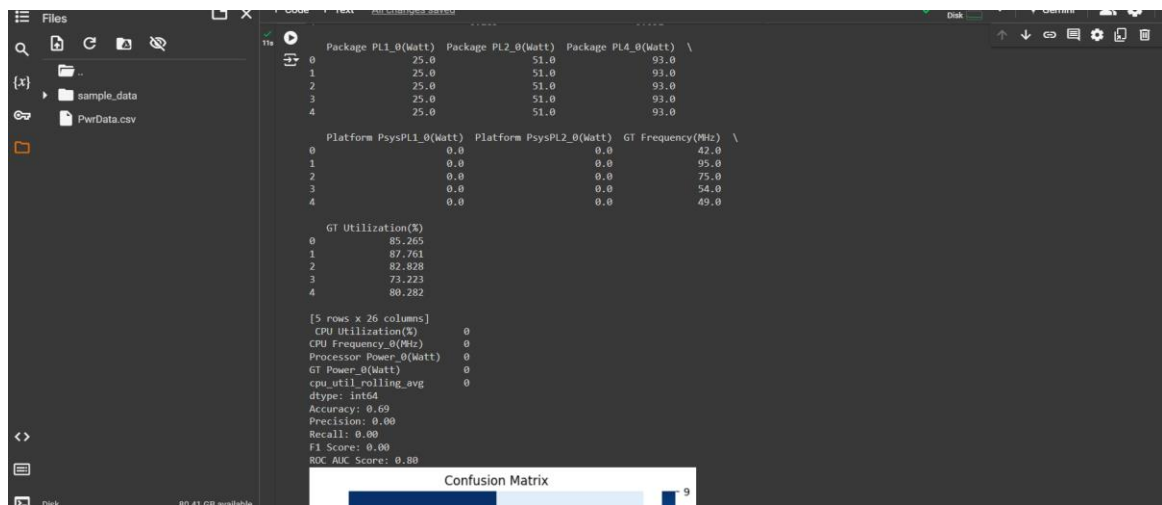 Files
+ Code + Text All changes saved
Disk
Gemini
..
sample_data
PwrData.csv
{x}
<>
Disk 80.41 GB available
11s
Package PL1_0(Watt) Package PL2_0(Watt) Package PL4_0(Watt) \
0 25.0 51.0 93.0
1 25.0 51.0 93.0
2 25.0 51.0 93.0
3 25.0 51.0 93.0
4 25.0 51.0 93.0
Platform PsysPL1_0(Watt) Platform PsysPL2_0(Watt) GT Frequency(MHz) \
0 0.0 0.0 42.0
1 0.0 0.0 95.0
2 0.0 0.0 75.0
3 0.0 0.0 54.0
4 0.0 0.0 49.0
GT Utilization(%)
0 85.265
1 87.761
2 82.828
3 73.223
4 80.282
[5 rows x 26 columns]
CPU Utilization(%) 0
CPU Frequency_0(MHz) 0
Processor Power_0(Watt) 0
GT Power_0(Watt) 0
cpu_util_rolling_avg 0
dtype: int64
Accuracy: 0.69
Precision: 0.00
Recall: 0.00
F1 Score: 0.00
ROC AUC Score: 0.80
Confusion Matrix
9